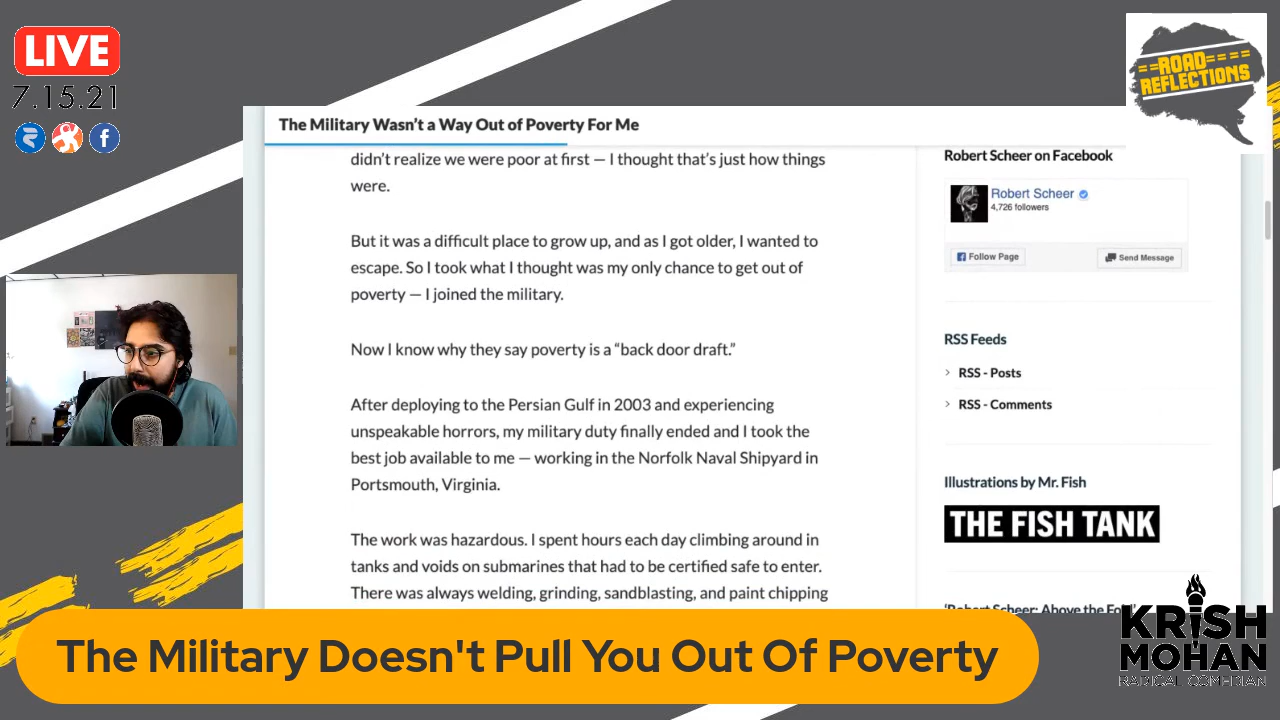 LIVE
7.15.21
==ROAD====
REFLECTIONS
The Military Wasn't a Way Out of Poverty For Me
didn't realize we were poor at first — I thought that's just how things
were.
But it was a difficult place to grow up, and as I got older, I wanted to
escape. So I took what I thought was my only chance to get out of
poverty — I joined the military.
Now I know why they say poverty is a “back door draft.”
After deploying to the Persian Gulf in 2003 and experiencing
unspeakable horrors, my military duty finally ended and I took the
best job available to me — working in the Norfolk Naval Shipyard in
Portsmouth, Virginia.
The work was hazardous. I spent hours each day climbing around in
tanks and voids on submarines that had to be certified safe to enter.
There was always welding, grinding, sandblasting, and paint chipping
Robert Scheer on Facebook
Robert Scheer
4,726 followers
Follow Page
Send Message
RSS Feeds
RSS - Posts
RSS - Comments
Illustrations by Mr. Fish
THE FISH TANK
'Robert Scheer: Above the
The Military Doesn't Pull You Out Of Poverty
KRISH
MOHAN
RADICAL COMEDIAN